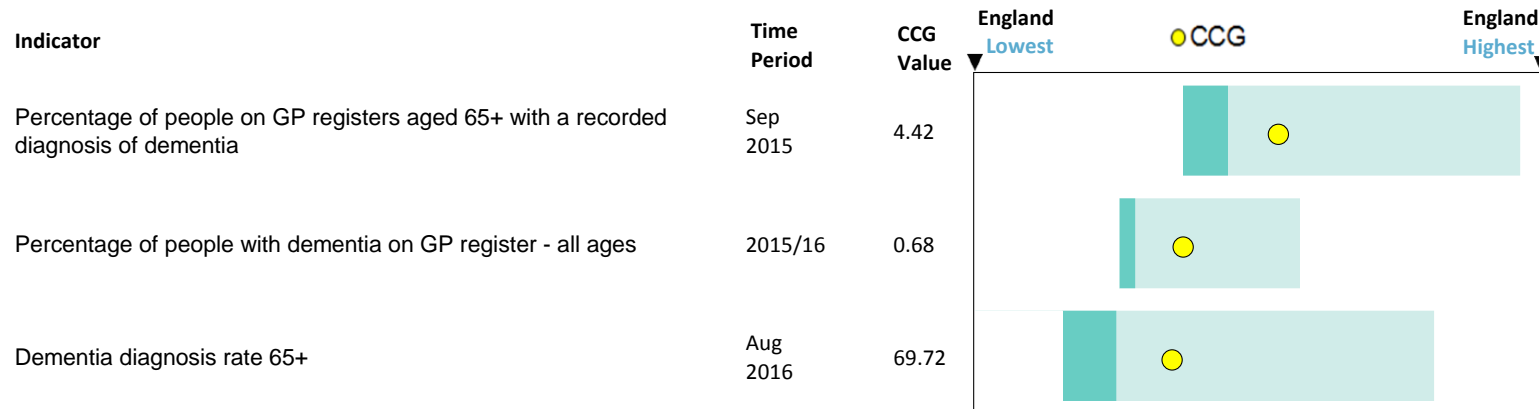 Indicator
Time
Period
CCG
Value
England
Lowest
CCG
England
Highest
Percentage of people on GP registers aged 65+ with a recorded
diagnosis of dementia
Sep
2015
4.42
Percentage of people with dementia on GP register - all ages
2015/16
0.68
Dementia diagnosis rate 65+
Aug
2016
69.72